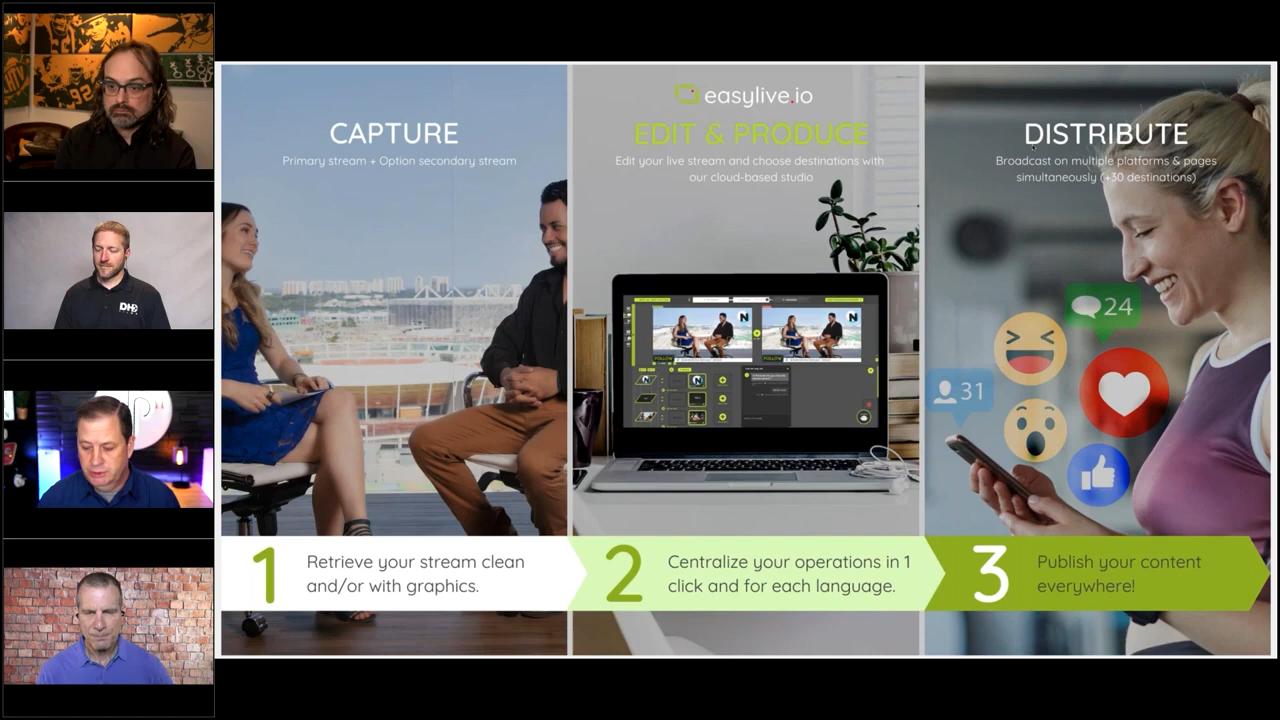 CAPTURE
Primary stream + Option secondary stream
easylive.io
EDIT & PRODUCE
Edit your live stream and choose destinations with
our cloud-based studio
DISTRIBUTE
Broadcast on multiple platforms & pages
simultaneously (+30 destinations)
24
31
N
N
FOLLOW
FOLLOW
DH
1
Retrieve your stream clean
and/or with graphics.
2
Centralize your operations in 1
click and for each language.
3
Publish your content
everywhere!